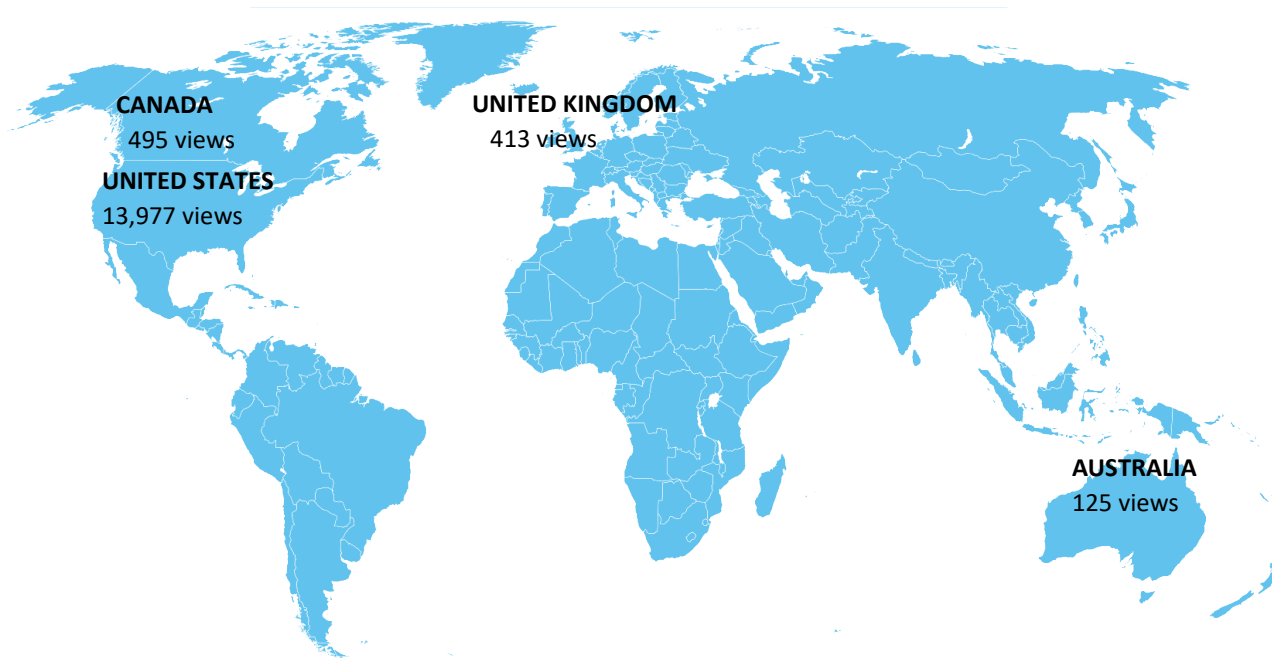 CANADA
495 views
UNITED STATES
13,977 views
UNITED KINGDOM
413 views
AUSTRALIA
125 views